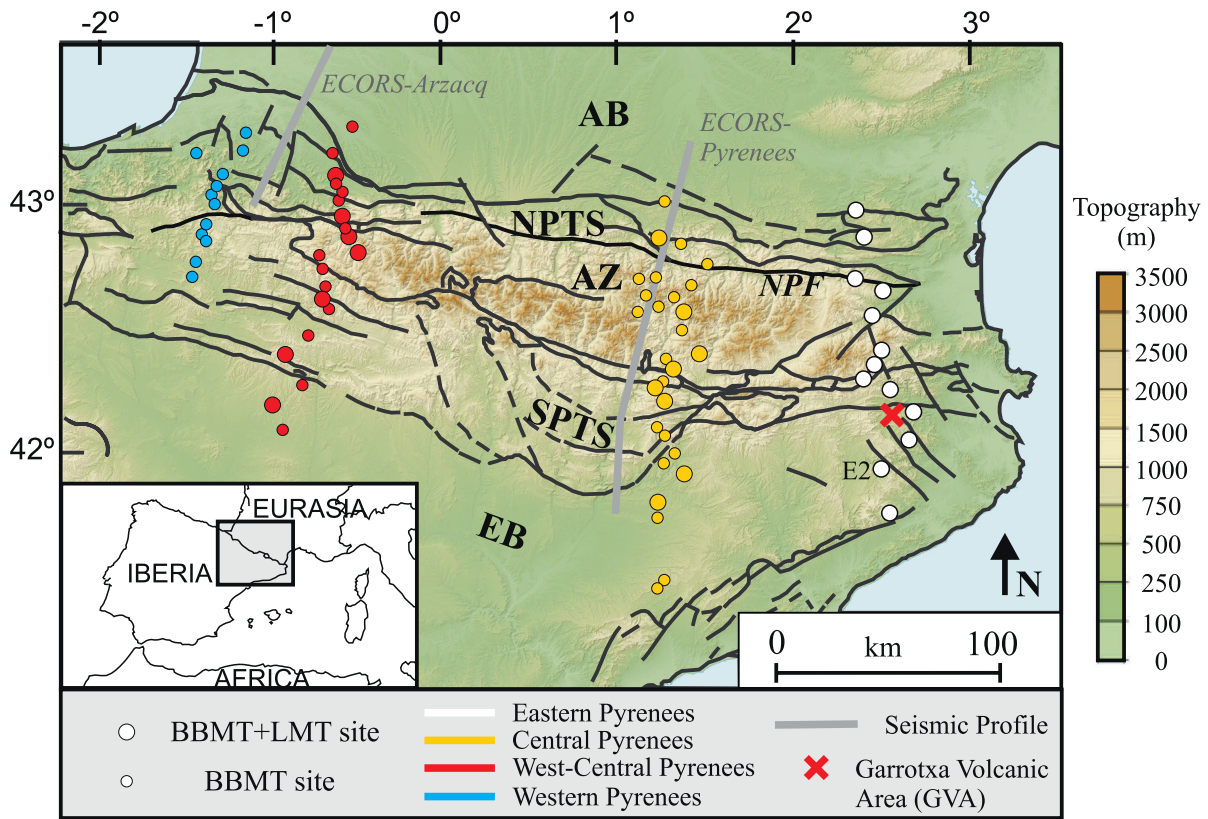 -2º -1º 0º 1º 2º 3º
ECORS-Arzacq
AB
ECORS-
Pyrenees
43º
42º
NPTS
AZ
NPF
SPTS
E2
EB
N
EURASIA
IBERIA
AFRICA
0 100
km
Topography
(m)
3500
3000
2500
2000
1500
1000
750
500
250
100
0
BBMT+LMT site
BBMT site
Eastern Pyrenees
Central Pyrenees
West-Central Pyrenees
Western Pyrenees
Seismic Profile
Garrotxa Volcanic
Area (GVA)